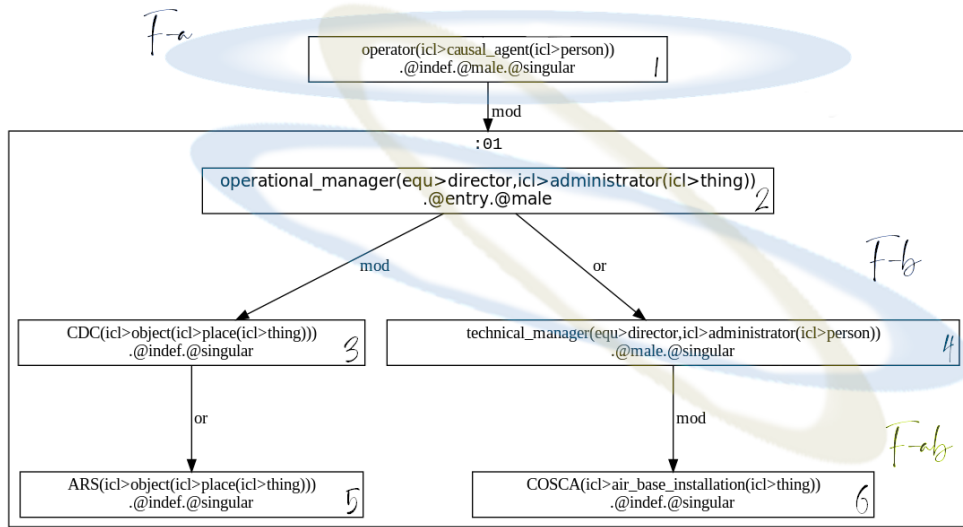 F-a
operator(icl>causal_agent(icl>person))
.@indef.@male.@singular
1
mod
:01
operational_manager(equ>director,icl>administrator(icl>thing))
.@entry.@male
2
F-b
mod
or
CDC(icl>object(icl>place(icl>thing)))
.@indef.@singular
3
technical_manager(equ>director,icl>administrator(icl>person))
.@male.@singular
4
or
mod
F-ab
ARS(icl>object(icl>place(icl>thing)))
.@indef.@singular
5
COSCA(icl>air_base_installation(icl>thing))
.@indef.@singular
6